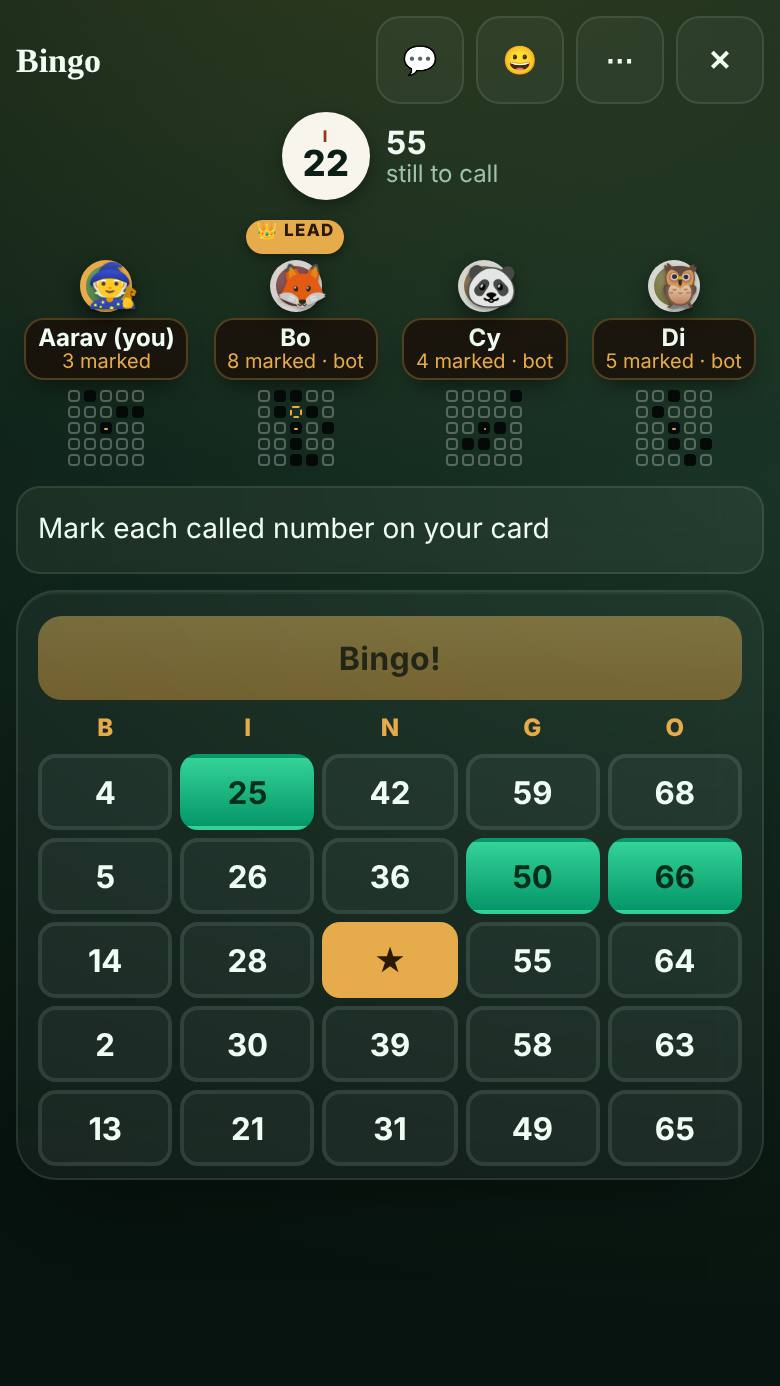 Bingo
I
22
55
still to call
👑 LEAD
Aarav (you)
3 marked
Bo
8 marked · bot
Cy
4 marked · bot
Di
5 marked · bot
Mark each called number on your card
Bingo!
B I N G O
4 25 42 59 68
5 26 36 50 66
14 28 ★ 55 64
2 30 39 58 63
13 21 31 49 65